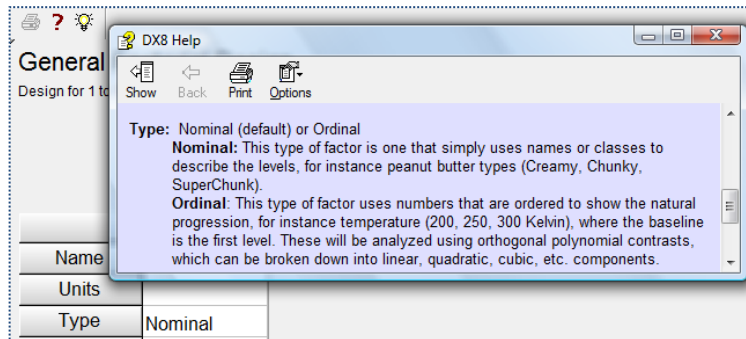 DX8 Help
General
Design for 1 to
Show Back Print Options
Type: Nominal (default) or Ordinal
Nominal: This type of factor is one that simply uses names or classes to
describe the levels, for instance peanut butter types (Creamy, Chunky,
SuperChunk).
Ordinal: This type of factor uses numbers that are ordered to show the natural
progression, for instance temperature (200, 250, 300 Kelvin), where the baseline
is the first level. These will be analyzed using orthogonal polynomial contrasts,
which can be broken down into linear, quadratic, cubic, etc. components.
Name
Units
Type Nominal